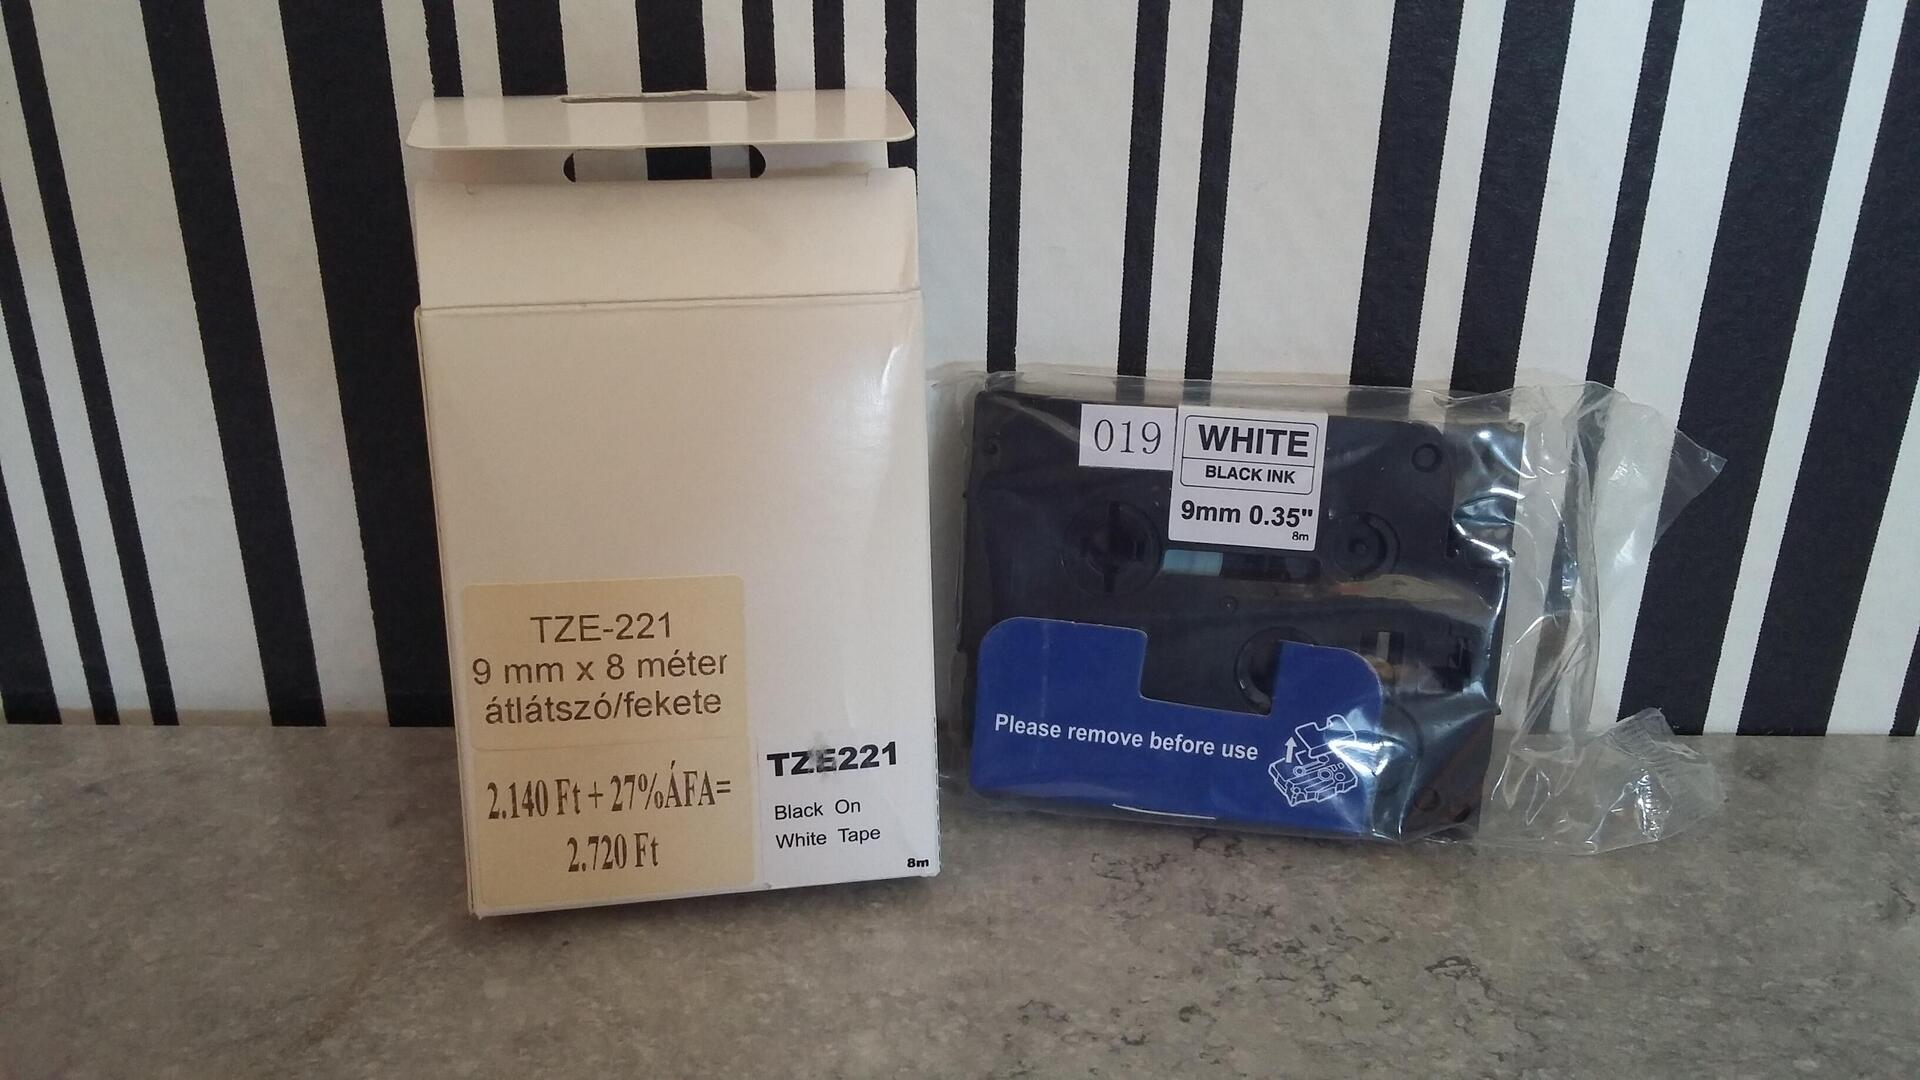 TZE-221
9 mm x 8 méter
átlátszó/fekete
2.140 Ft + 27%ÁFA=
2.720 Ft
TZE221
Black On
White Tape
8m
019
WHITE
BLACK INK
9mm 0.35"
8m
Please remove before use